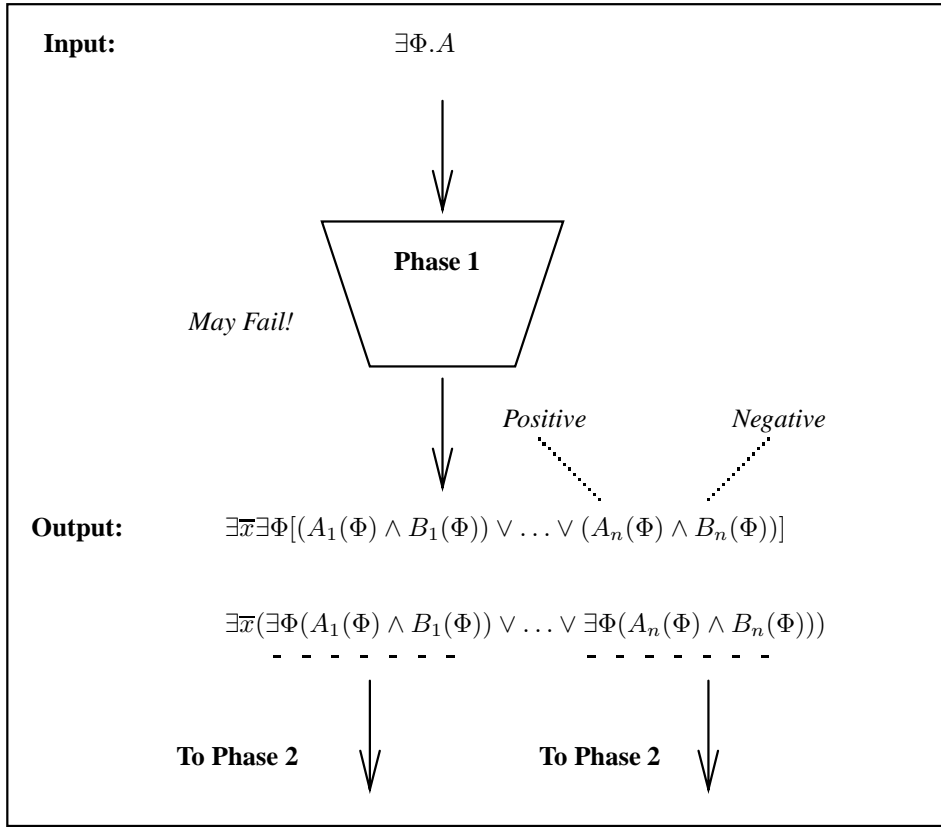 Input: ∃Φ.A
Phase 1
May Fail!
Positive Negative
Output: ∃x̅∃Φ[(A₁(Φ) ∧ B₁(Φ)) ∨ … ∨ (Aₙ(Φ) ∧ Bₙ(Φ))]
∃x̅(∃Φ(A₁(Φ) ∧ B₁(Φ)) ∨ … ∨ ∃Φ(Aₙ(Φ) ∧ Bₙ(Φ)))
To Phase 2 To Phase 2